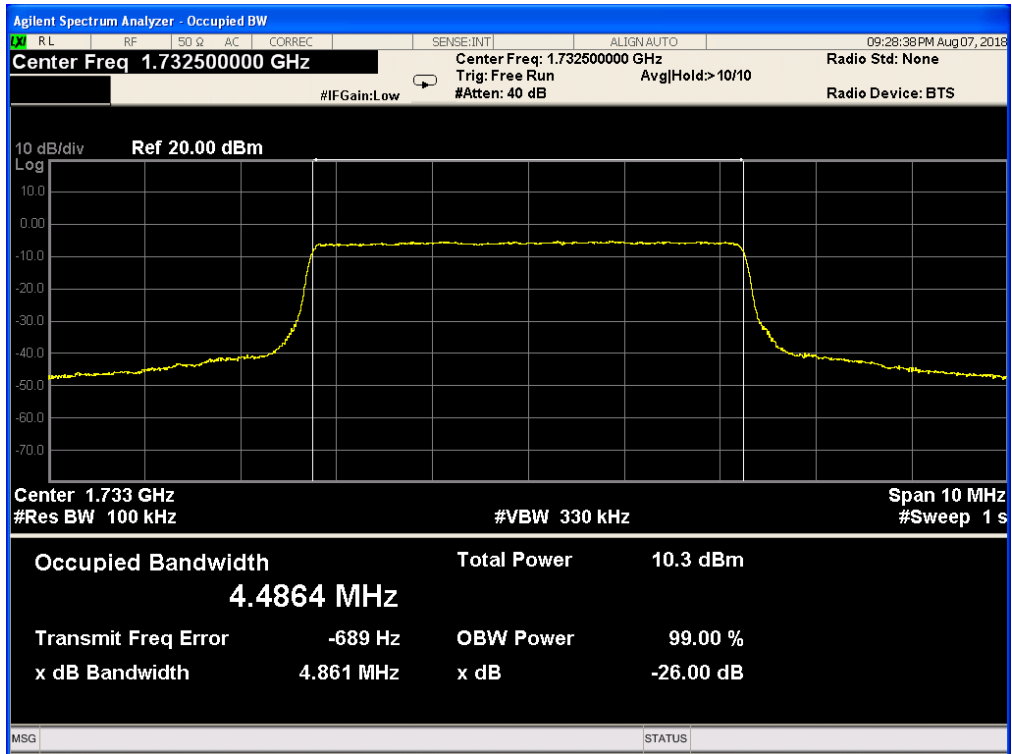 Agilent Spectrum Analyzer - Occupied BW
LXI RL RF 50 Ω AC CORREC SENSE:INT ALIGN AUTO 09:28:38 PM Aug 07, 2018
Center Freq 1.732500000 GHz
Center Freq: 1.732500000 GHz Radio Std: None
Trig: Free Run Avg|Hold:>10/10
#IFGain:Low #Atten: 40 dB Radio Device: BTS
10 dB/div Ref 20.00 dBm
Log
10.0
0.00
-10.0
-20.0
-30.0
-40.0
-50.0
-60.0
-70.0
Center 1.733 GHz Span 10 MHz
#Res BW 100 kHz #VBW 330 kHz #Sweep 1 s
Occupied Bandwidth Total Power 10.3 dBm
4.4864 MHz
Transmit Freq Error -689 Hz OBW Power 99.00 %
x dB Bandwidth 4.861 MHz x dB -26.00 dB
MSG STATUS